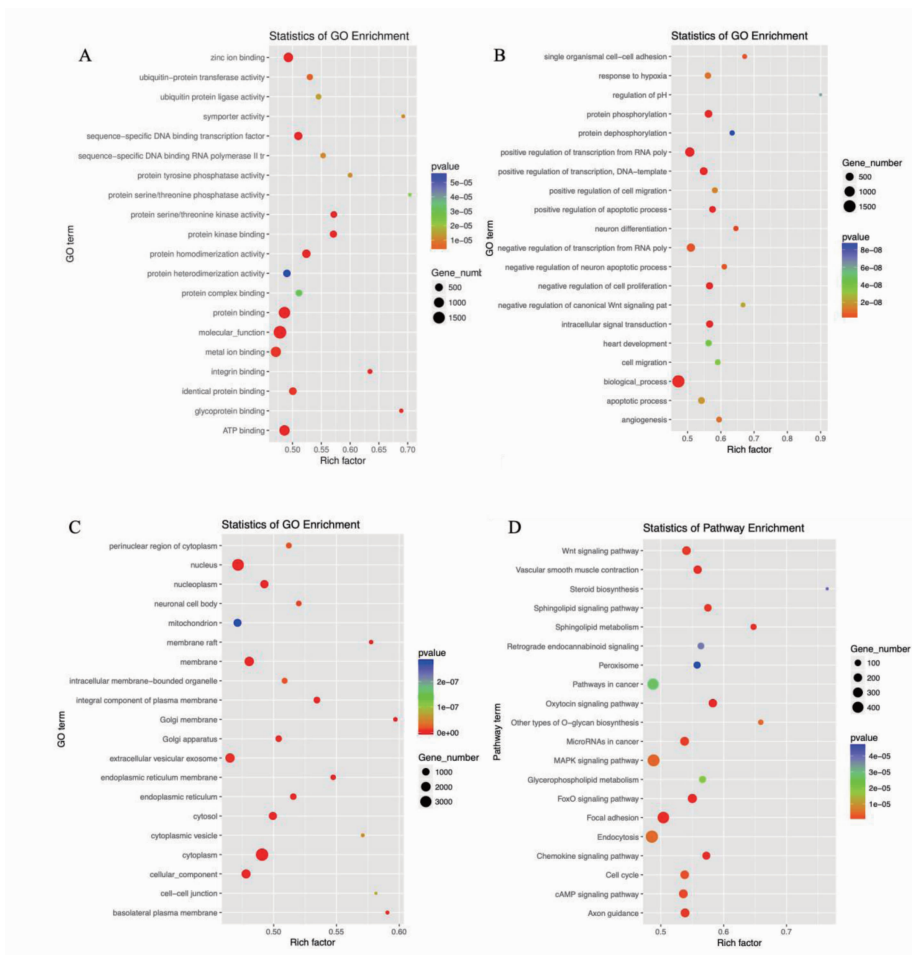 A
Statistics of GO Enrichment
zinc ion binding
ubiquitin−protein transferase activity
ubiquitin protein ligase activity
symporter activity
sequence−specific DNA binding transcription factor
sequence−specific DNA binding RNA polymerase II tr
protein tyrosine phosphatase activity
protein serine/threonine phosphatase activity
protein serine/threonine kinase activity
protein kinase binding
protein homodimerization activity
protein heterodimerization activity
protein complex binding
protein binding
molecular_function
metal ion binding
integrin binding
identical protein binding
glycoprotein binding
ATP binding
GO term
0.50 0.55 0.60 0.65 0.70
Rich factor
pvalue
5e−05
4e−05
3e−05
2e−05
1e−05
Gene_numb
500
1000
1500
B
Statistics of GO Enrichment
single organismal cell−cell adhesion
response to hypoxia
regulation of pH
protein phosphorylation
protein dephosphorylation
positive regulation of transcription from RNA poly
positive regulation of transcription, DNA−template
positive regulation of cell migration
positive regulation of apoptotic process
neuron differentiation
negative regulation of transcription from RNA poly
negative regulation of neuron apoptotic process
negative regulation of cell proliferation
negative regulation of canonical Wnt signaling pat
intracellular signal transduction
heart development
cell migration
biological_process
apoptotic process
angiogenesis
GO term
0.5 0.6 0.7 0.8 0.9
Rich factor
Gene_number
500
1000
1500
pvalue
8e−08
6e−08
4e−08
2e−08
C
Statistics of GO Enrichment
perinuclear region of cytoplasm
nucleus
nucleoplasm
neuronal cell body
mitochondrion
membrane raft
membrane
intracellular membrane−bounded organelle
integral component of plasma membrane
Golgi membrane
Golgi apparatus
extracellular vesicular exosome
endoplasmic reticulum membrane
endoplasmic reticulum
cytosol
cytoplasmic vesicle
cytoplasm
cellular_component
cell−cell junction
basolateral plasma membrane
GO term
0.50 0.55 0.60
Rich factor
pvalue
2e−07
1e−07
0e+00
Gene_number
1000
2000
3000
D
Statistics of Pathway Enrichment
Wnt signaling pathway
Vascular smooth muscle contraction
Steroid biosynthesis
Sphingolipid signaling pathway
Sphingolipid metabolism
Retrograde endocannabinoid signaling
Peroxisome
Pathways in cancer
Oxytocin signaling pathway
Other types of O−glycan biosynthesis
MicroRNAs in cancer
MAPK signaling pathway
Glycerophospholipid metabolism
FoxO signaling pathway
Focal adhesion
Endocytosis
Chemokine signaling pathway
Cell cycle
cAMP signaling pathway
Axon guidance
Pathway term
0.5 0.6 0.7
Rich factor
Gene_number
100
200
300
400
pvalue
4e−05
3e−05
2e−05
1e−05